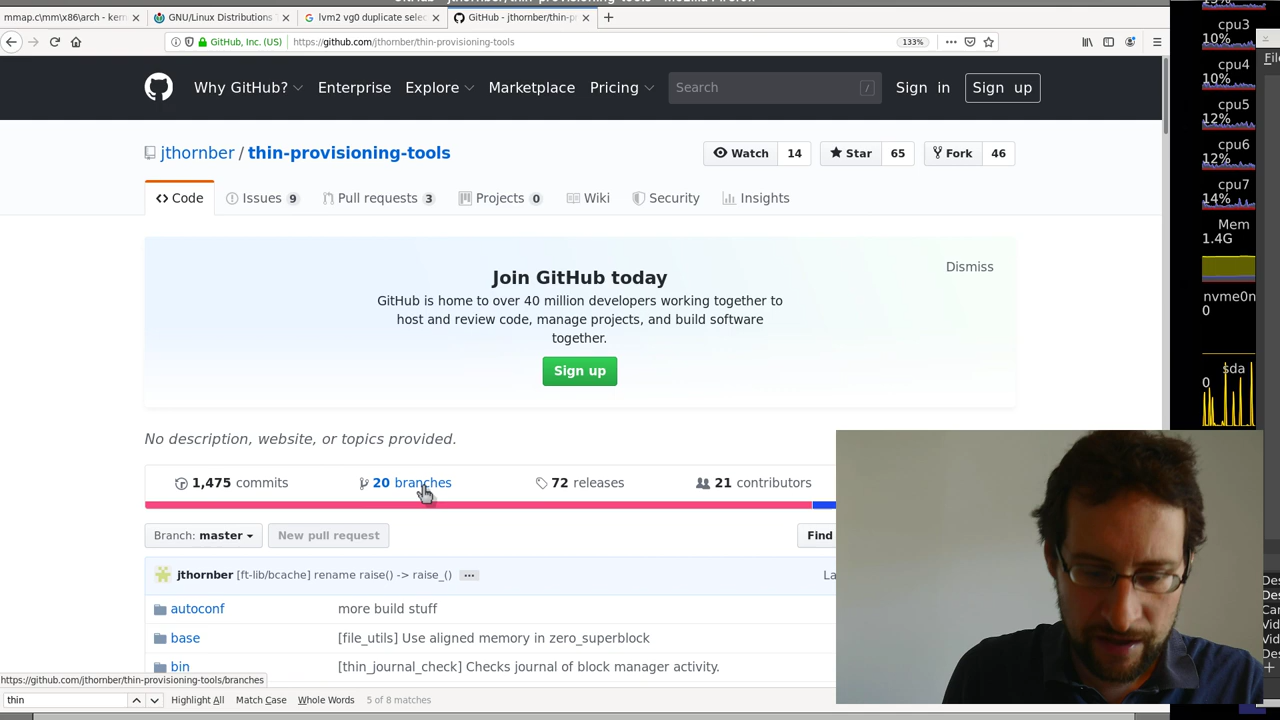 mmap.c\mm\x86\arch - kern
GNU/Linux Distributions
lvm2 vg0 duplicate selec
GitHub - jthornber/thin-pr
GitHub, Inc. (US)
https://github.com/jthornber/thin-provisioning-tools
133%
Why GitHub?
Enterprise
Explore
Marketplace
Pricing
Search
/
Sign in
Sign up
jthornber / thin-provisioning-tools
Watch 14
Star 65
Fork 46
Code
Issues 9
Pull requests 3
Projects 0
Wiki
Security
Insights
Join GitHub today
Dismiss
GitHub is home to over 40 million developers working together to
host and review code, manage projects, and build software
together.
Sign up
No description, website, or topics provided.
1,475 commits
20 branches
72 releases
21 contributors
Branch: master
New pull request
Find
jthornber [ft-lib/bcache] rename raise() -> raise_()
La
autoconf
more build stuff
base
[file_utils] Use aligned memory in zero_superblock
bin
[thin_journal_check] Checks journal of block manager activity.
https://github.com/jthornber/thin-provisioning-tools/branches
thin
Highlight All
Match Case
Whole Words
5 of 8 matches
cpu3
10%
cpu4
10%
cpu5
12%
cpu6
12%
cpu7
14%
Mem
1.4G
nvme0n
0
sda
0
File